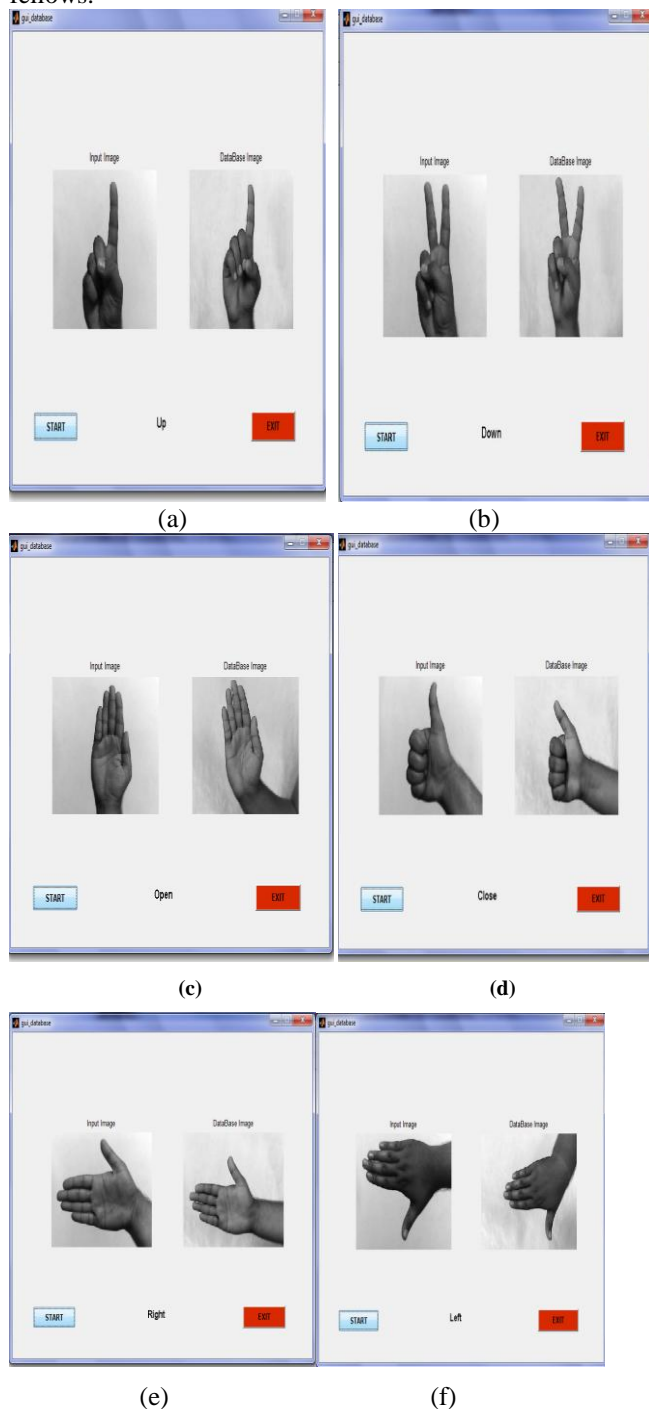 fellows:
gui_database
gui_database
Input Image
DataBase Image
Input Image
DataBase Image
START
Up
EXIT
START
Down
EXIT
(a)
(b)
gui_database
gui_database
Input Image
DataBase Image
Input Image
DataBase Image
START
Open
EXIT
START
Close
EXIT
(c)
(d)
gui_database
gui_database
Input Image
DataBase Image
Input Image
DataBase Image
START
Right
EXIT
START
Left
EXIT
(e)
(f)